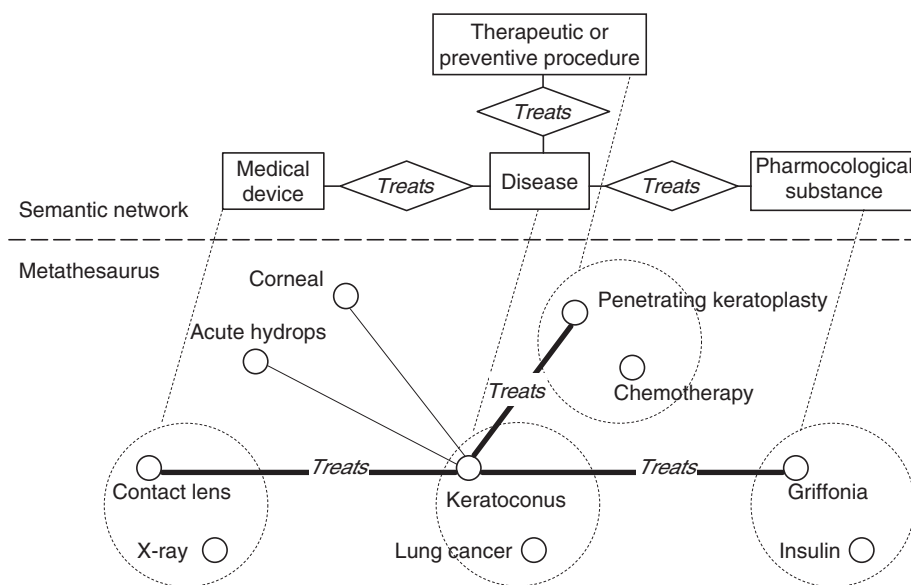 Therapeutic or
preventive procedure
Treats
Medical
device
Treats
Disease
Treats
Pharmocological
substance
Semantic network
Metathesaurus
Corneal
Acute hydrops
Penetrating keratoplasty
Chemotherapy
Treats
Contact lens
Treats
Keratoconus
Treats
Griffonia
X-ray
Lung cancer
Insulin